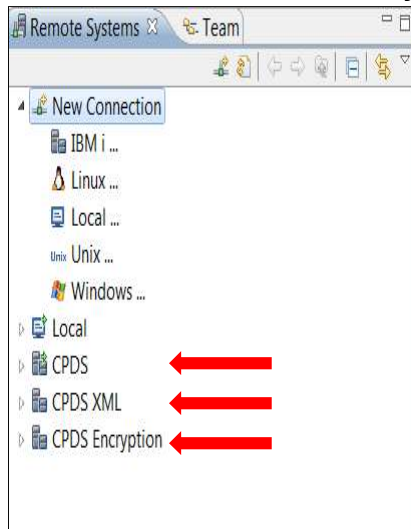 Remote Systems Team
New Connection
IBM i ...
Linux ...
Local ...
Unix Unix ...
Windows ...
Local
CPDS
CPDS XML
CPDS Encryption